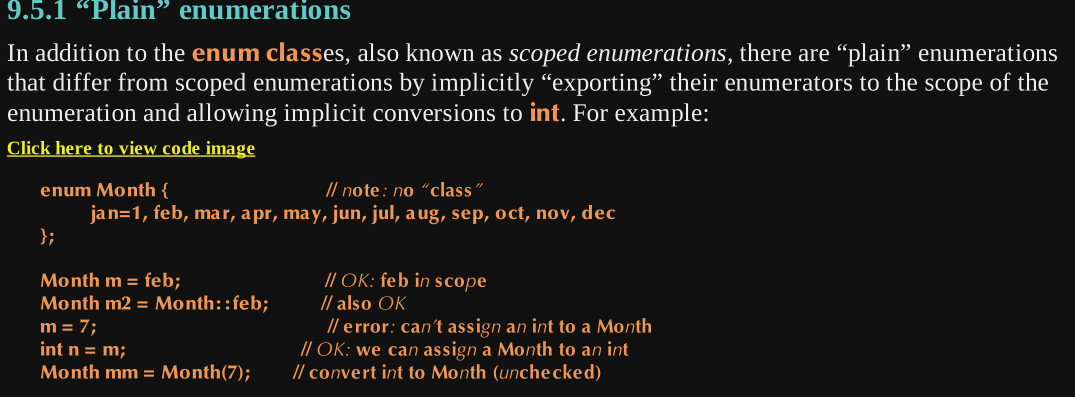 9.5.1 “Plain” enumerations
In addition to the enum classes, also known as scoped enumerations, there are “plain” enumerations
that differ from scoped enumerations by implicitly “exporting” their enumerators to the scope of the
enumeration and allowing implicit conversions to int. For example:
Click here to view code image
enum Month { // note: no “class”
jan=1, feb, mar, apr, may, jun, jul, aug, sep, oct, nov, dec
};
Month m = feb; // OK: feb in scope
Month m2 = Month::feb; // also OK
m = 7; // error: can’t assign an int to a Month
int n = m; // OK: we can assign a Month to an int
Month mm = Month(7); // convert int to Month (unchecked)